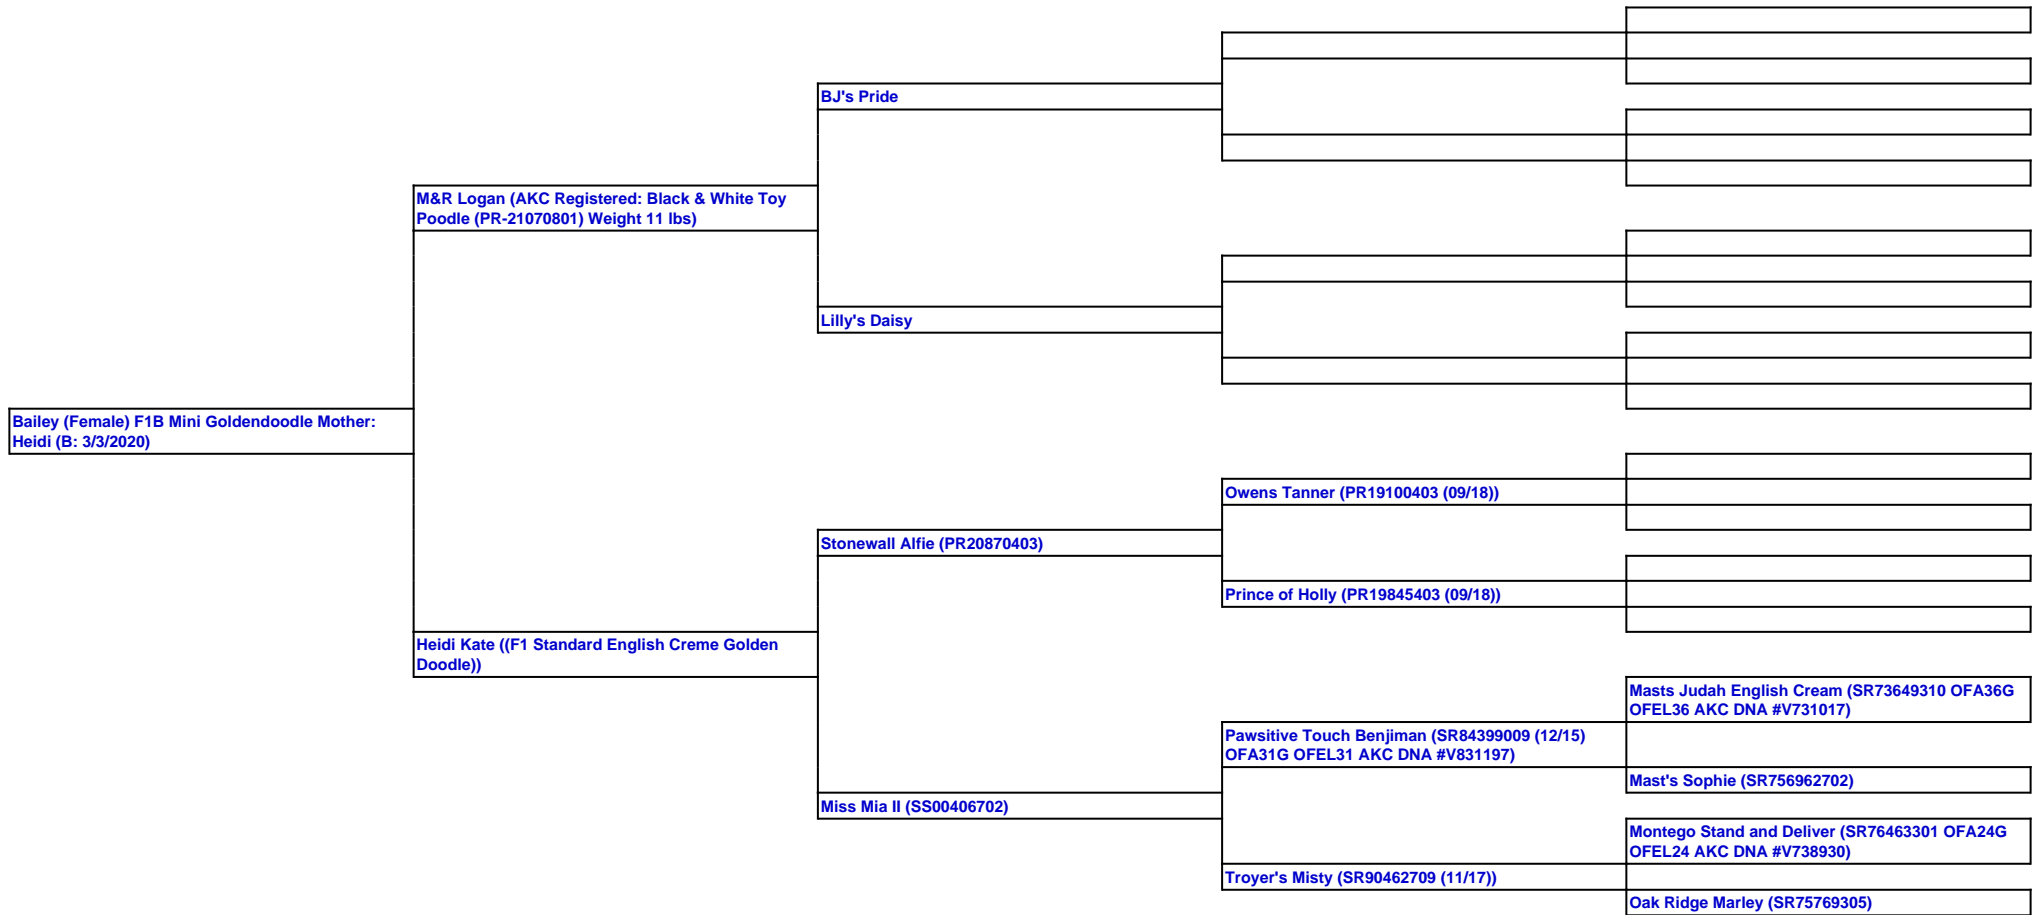 BJ's Pride
M&R Logan (AKC Registered: Black & White Toy
Poodle (PR-21070801) Weight 11 lbs)
Lilly's Daisy
Bailey (Female) F1B Mini Goldendoodle Mother:
Heidi (B: 3/3/2020)
Owens Tanner (PR19100403 (09/18))
Stonewall Alfie (PR20870403)
Prince of Holly (PR19845403 (09/18))
Heidi Kate ((F1 Standard English Creme Golden
Doodle))
Masts Judah English Cream (SR73649310 OFA36G
OFEL36 AKC DNA #V731017)
Pawsitive Touch Benjiman (SR84399009 (12/15)
OFA31G OFEL31 AKC DNA #V831197)
Mast's Sophie (SR756962702)
Miss Mia II (SS00406702)
Montego Stand and Deliver (SR76463301 OFA24G
OFEL24 AKC DNA #V738930)
Troyer's Misty (SR90462709 (11/17))
Oak Ridge Marley (SR75769305)